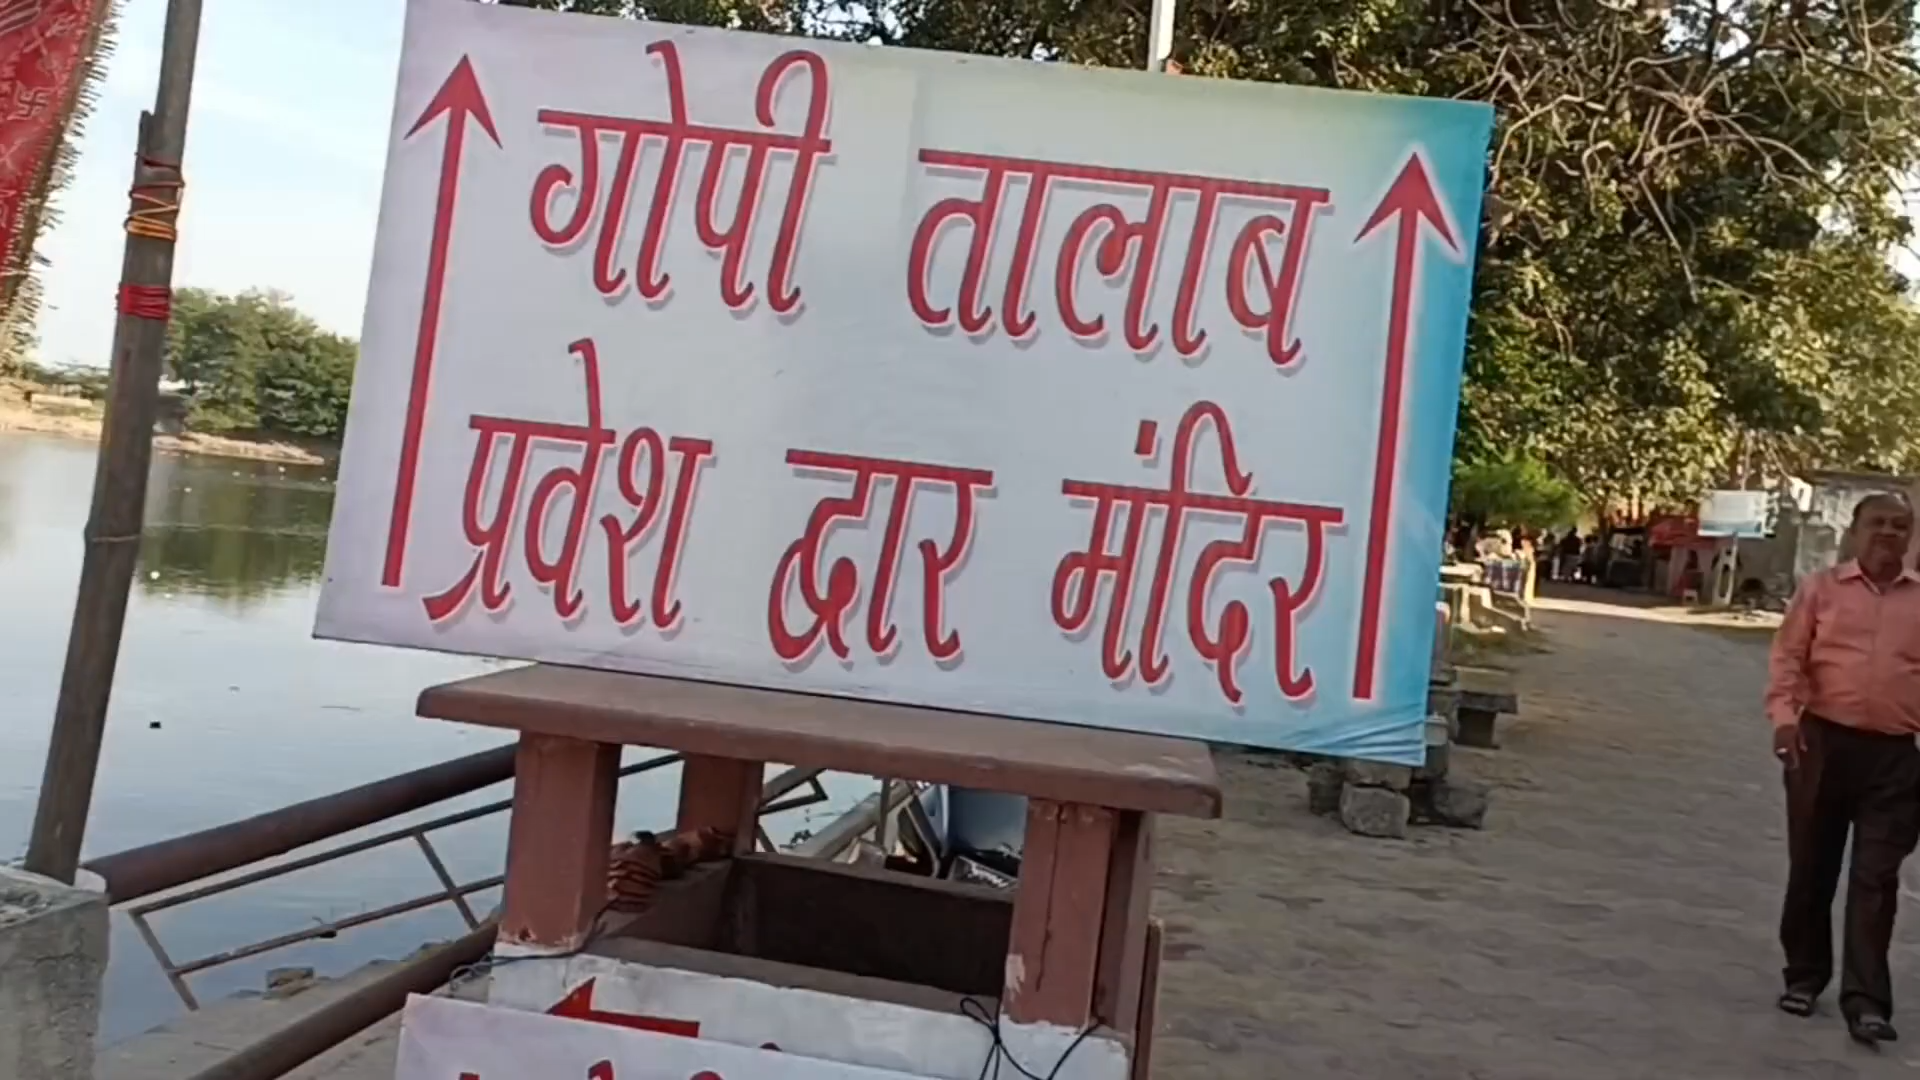 गोपी तालाब
प्रवेश द्वार मंदिर